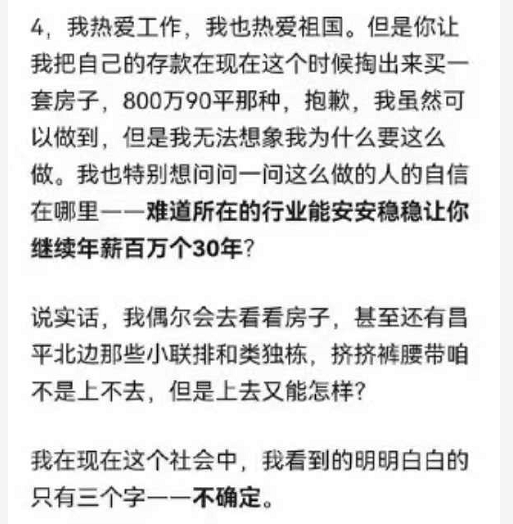 4，我热爱工作，我也热爱祖国。但是你让
我把自己的存款在现在这个时候掏出来买一
套房子，800万90平那种，抱歉，我虽然可
以做到，但是我无法想象我为什么要这么
做。我也特别想问问一问这么做的人的自信
在哪里——难道所在的行业能安安稳稳让你
继续年薪百万个30年？
说实话，我偶尔会去看看房子，甚至还有昌
平北边那些小联排和类独栋，挤挤裤腰带咱
不是上不去，但是上去又能怎样？
我在现在这个社会中，我看到的明明白白的
只有三个字——不确定。